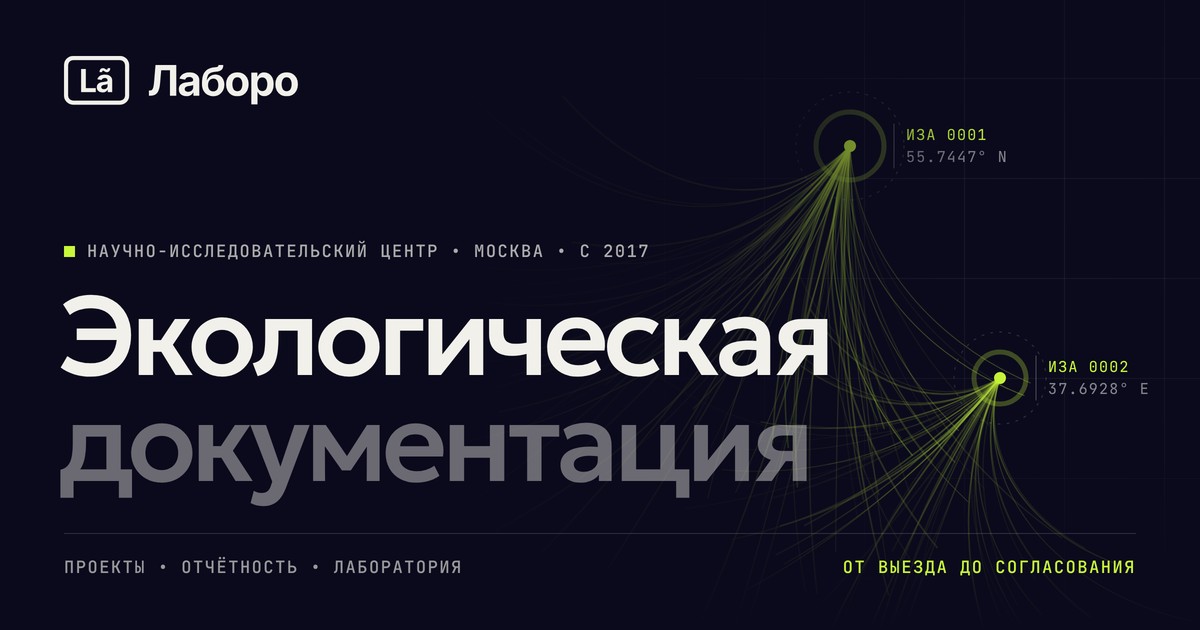 Lã Лаборо
ИЗА 0001
55.7447° N
НАУЧНО-ИССЛЕДОВАТЕЛЬСКИЙ ЦЕНТР • МОСКВА • С 2017
Экологическая
документация
ИЗА 0002
37.6928° E
ПРОЕКТЫ • ОТЧЁТНОСТЬ • ЛАБОРАТОРИЯ
ОТ ВЫЕЗДА ДО СОГЛАСОВАНИЯ